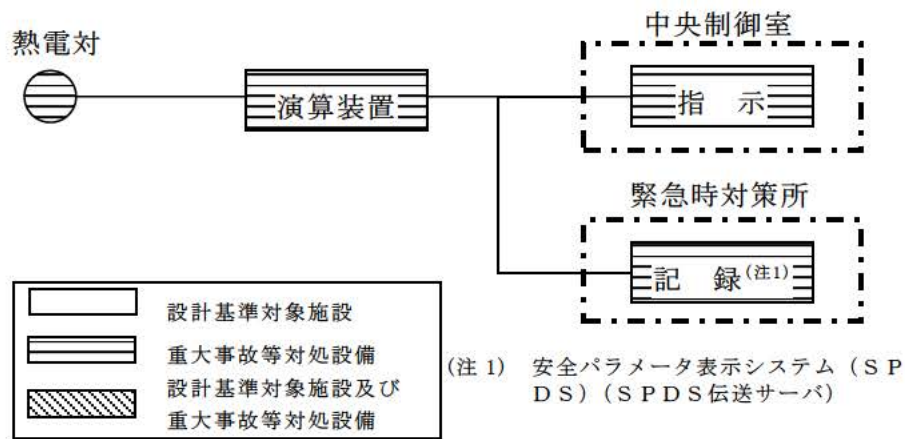 中央制御室
熱電対
演算装置
指 示
緊急時対策所
記 録(注1)
設計基準対象施設
重大事故等対処設備
設計基準対象施設及び
重大事故等対処設備
(注 1) 安全パラメータ表示システム(SP
DS)(SPDS伝送サーバ)